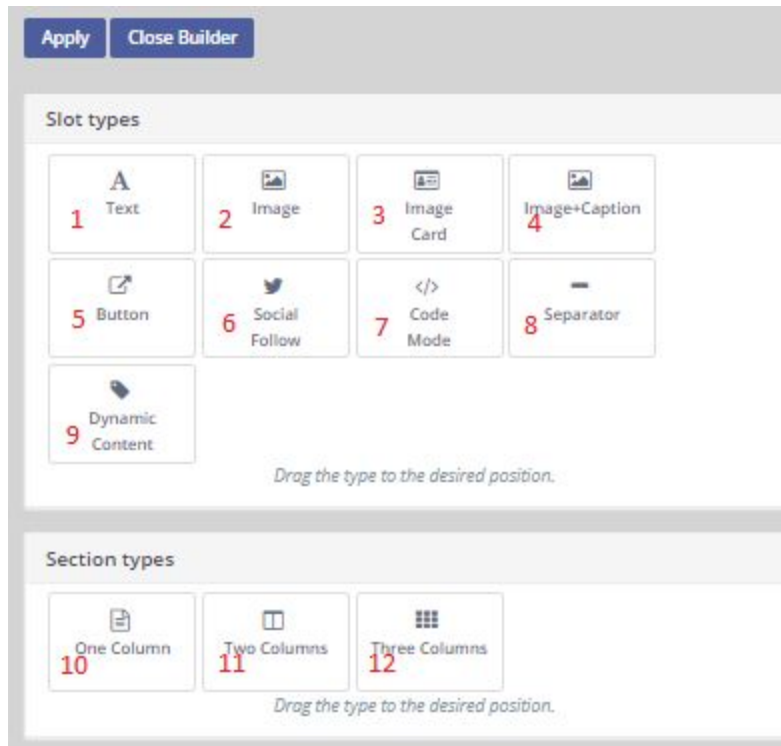 Apply Close Builder
Slot types
A
1 Text
2 Image
3 Image
Card
4 Image+Caption
5 Button
6 Social
Follow
</>
7 Code
Mode
8 Separator
9 Dynamic
Content
Drag the type to the desired position.
Section types
10 One Column
11 Two Columns
12 Three Columns
Drag the type to the desired position.